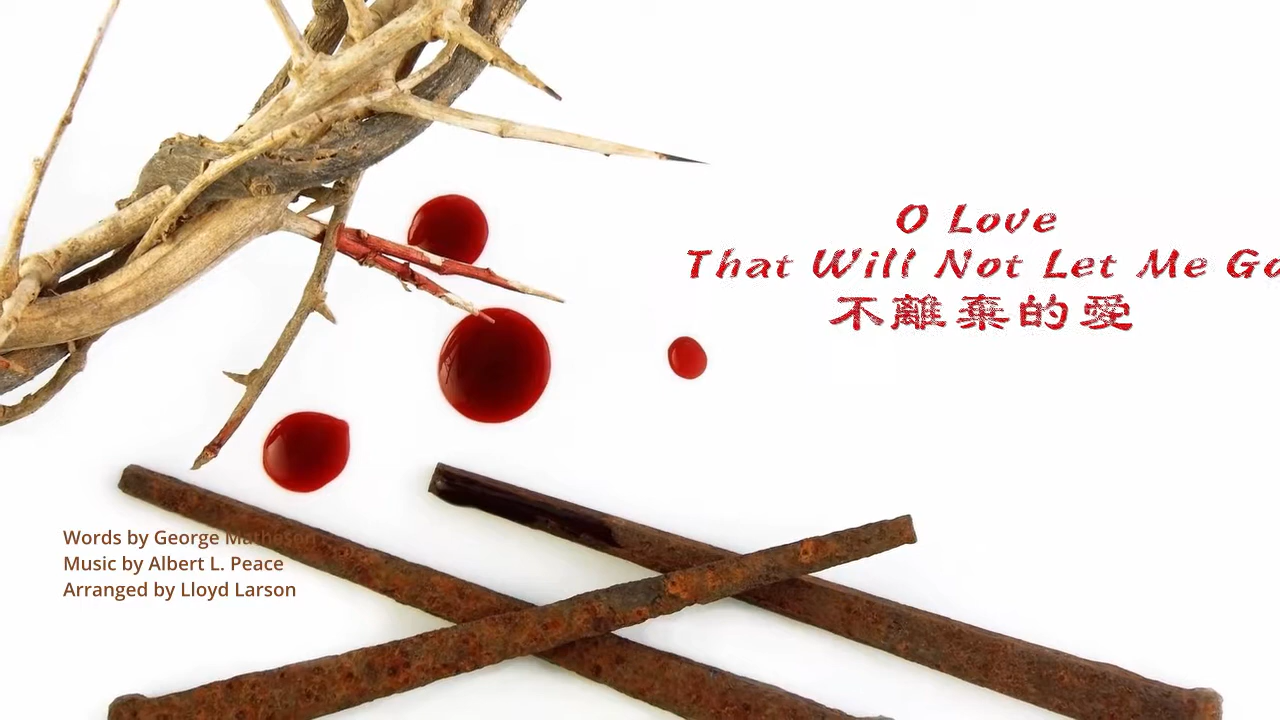 O Love
That Will Not Let Me Go
不離棄的愛
Words by George Matheson
Music by Albert L. Peace
Arranged by Lloyd Larson